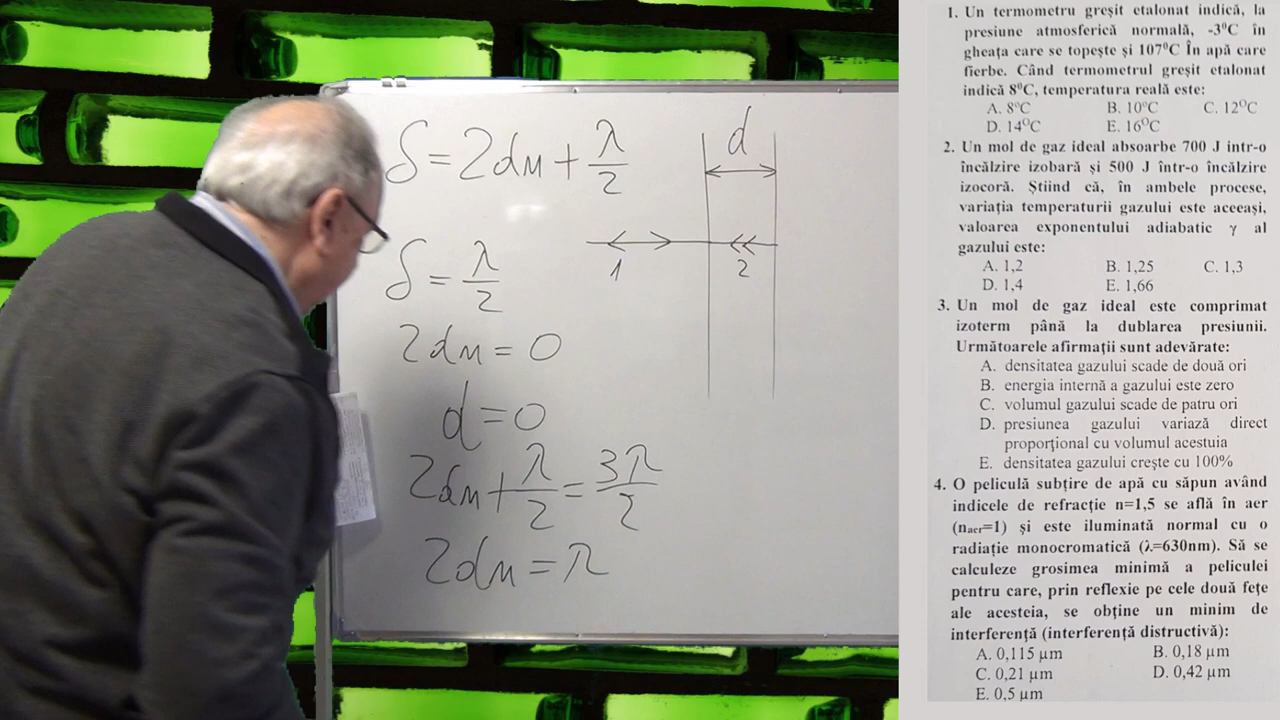 δ = 2dn + λ/2
d
δ = λ/2
1
2
2dn = 0
d = 0
2dn + λ/2 = 3λ/2
2dn = λ
1. Un termometru greşit etalonat indică, la
presiune atmosferică normală, -3⁰C în
gheaţa care se topeşte şi 107⁰C În apă care
fierbe. Când termometrul greşit etalonat
indică 8⁰C, temperatura reală este:
A. 8ºC B. 10ºC C. 12ᴼC
D. 14ᴼC E. 16ᴼC
2. Un mol de gaz ideal absoarbe 700 J intr-o
încălzire izobară şi 500 J într-o încălzire
izocoră. Ştiind că, în ambele procese,
variaţia temperaturii gazului este aceeaşi,
valoarea exponentului adiabatic γ al
gazului este:
A. 1,2 B. 1,25 C. 1,3
D. 1,4 E. 1,66
3. Un mol de gaz ideal este comprimat
izoterm până la dublarea presiunii.
Următoarele afirmaţii sunt adevărate:
A. densitatea gazului scade de două ori
B. energia internă a gazului este zero
C. volumul gazului scade de patru ori
D. presiunea gazului variază direct
proporţional cu volumul acestuia
E. densitatea gazului creşte cu 100%
4. O peliculă subţire de apă cu săpun având
indicele de refracţie n=1,5 se află în aer
(nₐₑᵣ=1) şi este iluminată normal cu o
radiaţie monocromatică (λ=630nm). Să se
calculeze grosimea minimă a peliculei
pentru care, prin reflexie pe cele două feţe
ale acesteia, se obţine un minim de
interferenţă (interferenţă distructivă):
A. 0,115 µm B. 0,18 µm
C. 0,21 µm D. 0,42 µm
E. 0,5 µm